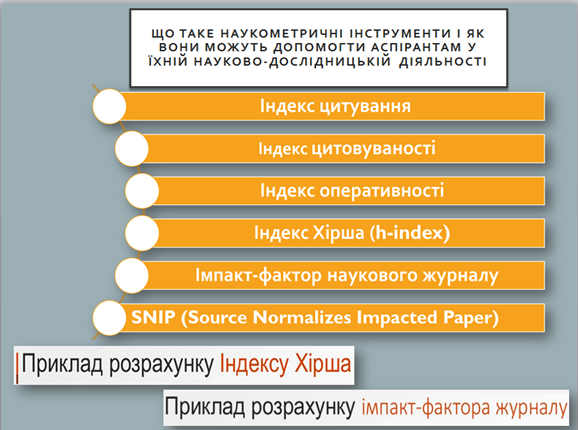 ЩО ТАКЕ НАУКОМЕТРИЧНІ ІНСТРУМЕНТИ І ЯК
ВОНИ МОЖУТЬ ДОПОМОГТИ АСПІРАНТАМ У
ЇХНІЙ НАУКОВО-ДОСЛІДНИЦЬКІЙ ДІЯЛЬНОСТІ
Індекс цитування
Індекс цитовуваності
Індекс оперативності
Індекс Хірша (h-index)
Імпакт-фактор наукового журналу
SNIP (Source Normalizes Impacted Paper)
Приклад розрахунку Індексу Хірша
Приклад розрахунку імпакт-фактора журналу